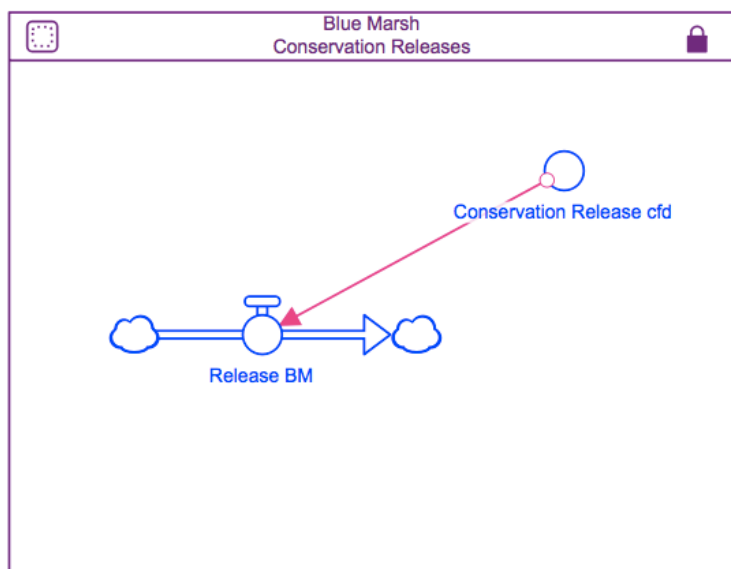 Blue Marsh
Conservation Releases
Conservation Release cfd
Release BM